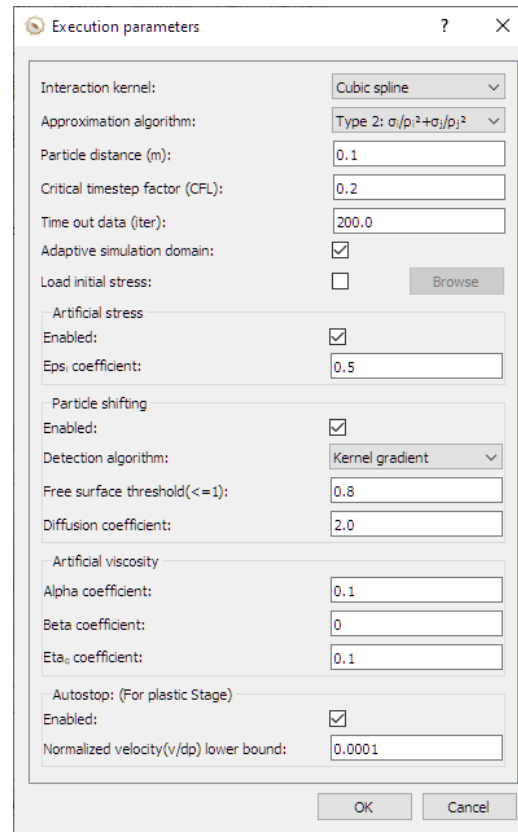 Execution parameters
?
Interaction kernel: Cubic spline
Approximation algorithm: Type 2: σᵢ/ρᵢ²+σⱼ/ρⱼ²
Particle distance (m): 0.1
Critical timestep factor (CFL): 0.2
Time out data (iter): 200.0
Adaptive simulation domain:
Load initial stress: Browse
Artificial stress
Enabled:
Epsᵢ coefficient: 0.5
Particle shifting
Enabled:
Detection algorithm: Kernel gradient
Free surface threshold(<=1): 0.8
Diffusion coefficient: 2.0
Artificial viscosity
Alpha coefficient: 0.1
Beta coefficient: 0
Eta꜀ coefficient: 0.1
Autostop: (For plastic Stage)
Enabled:
Normalized velocity(v/dp) lower bound: 0.0001
OK Cancel